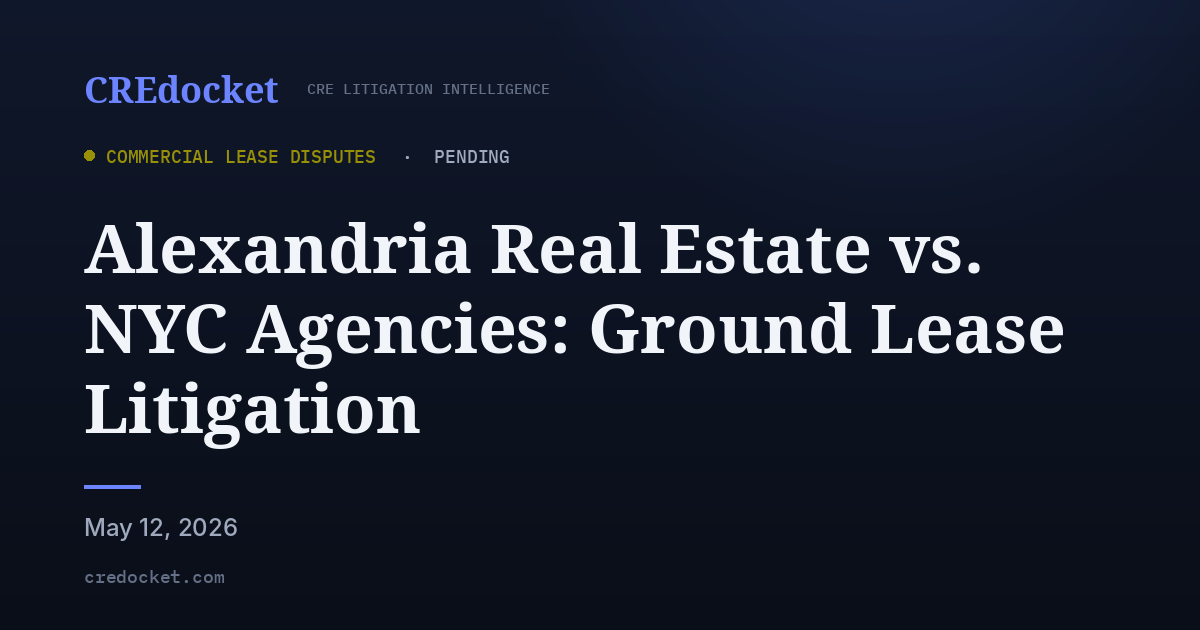 CREdocket CRE LITIGATION INTELLIGENCE
COMMERCIAL LEASE DISPUTES · PENDING
Alexandria Real Estate vs.
NYC Agencies: Ground Lease
Litigation
May 12, 2026
credocket.com